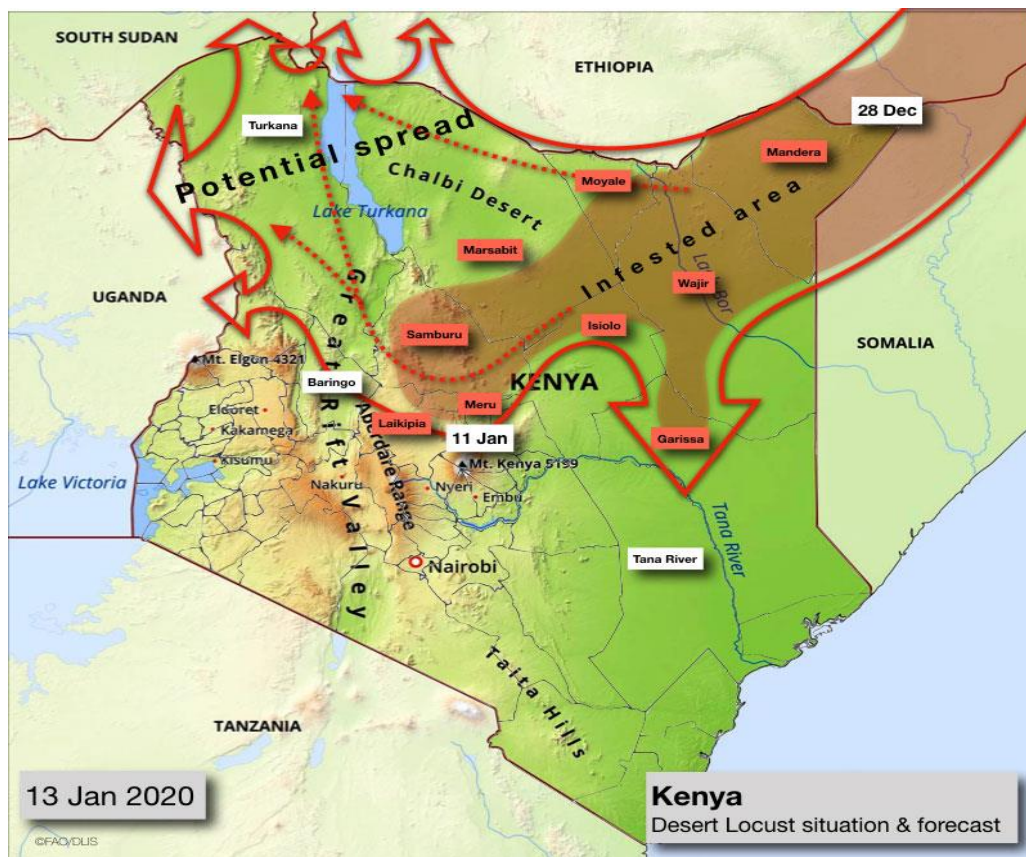 SOUTH SUDAN
ETHIOPIA
28 Dec
Turkana
Mandera
Potential spread
Moyale
Chalbi Desert
Lake Turkana
Marsabit
Infested area
Wajir
Lag Bor
UGANDA
Isiolo
Samburu
SOMALIA
Mt. Elgon 4321
Baringo
KENYA
Great Rift Valley
Meru
Eldoret
Laikipia
Aberdare Range
11 Jan
Garissa
Kakamega
Kisumu
Mt. Kenya 5199
Lake Victoria
Nakuru
Nyeri
Embu
Tana River
Tana River
Nairobi
Taita Hills
TANZANIA
13 Jan 2020
Kenya
Desert Locust situation & forecast
©FAO/DLIS